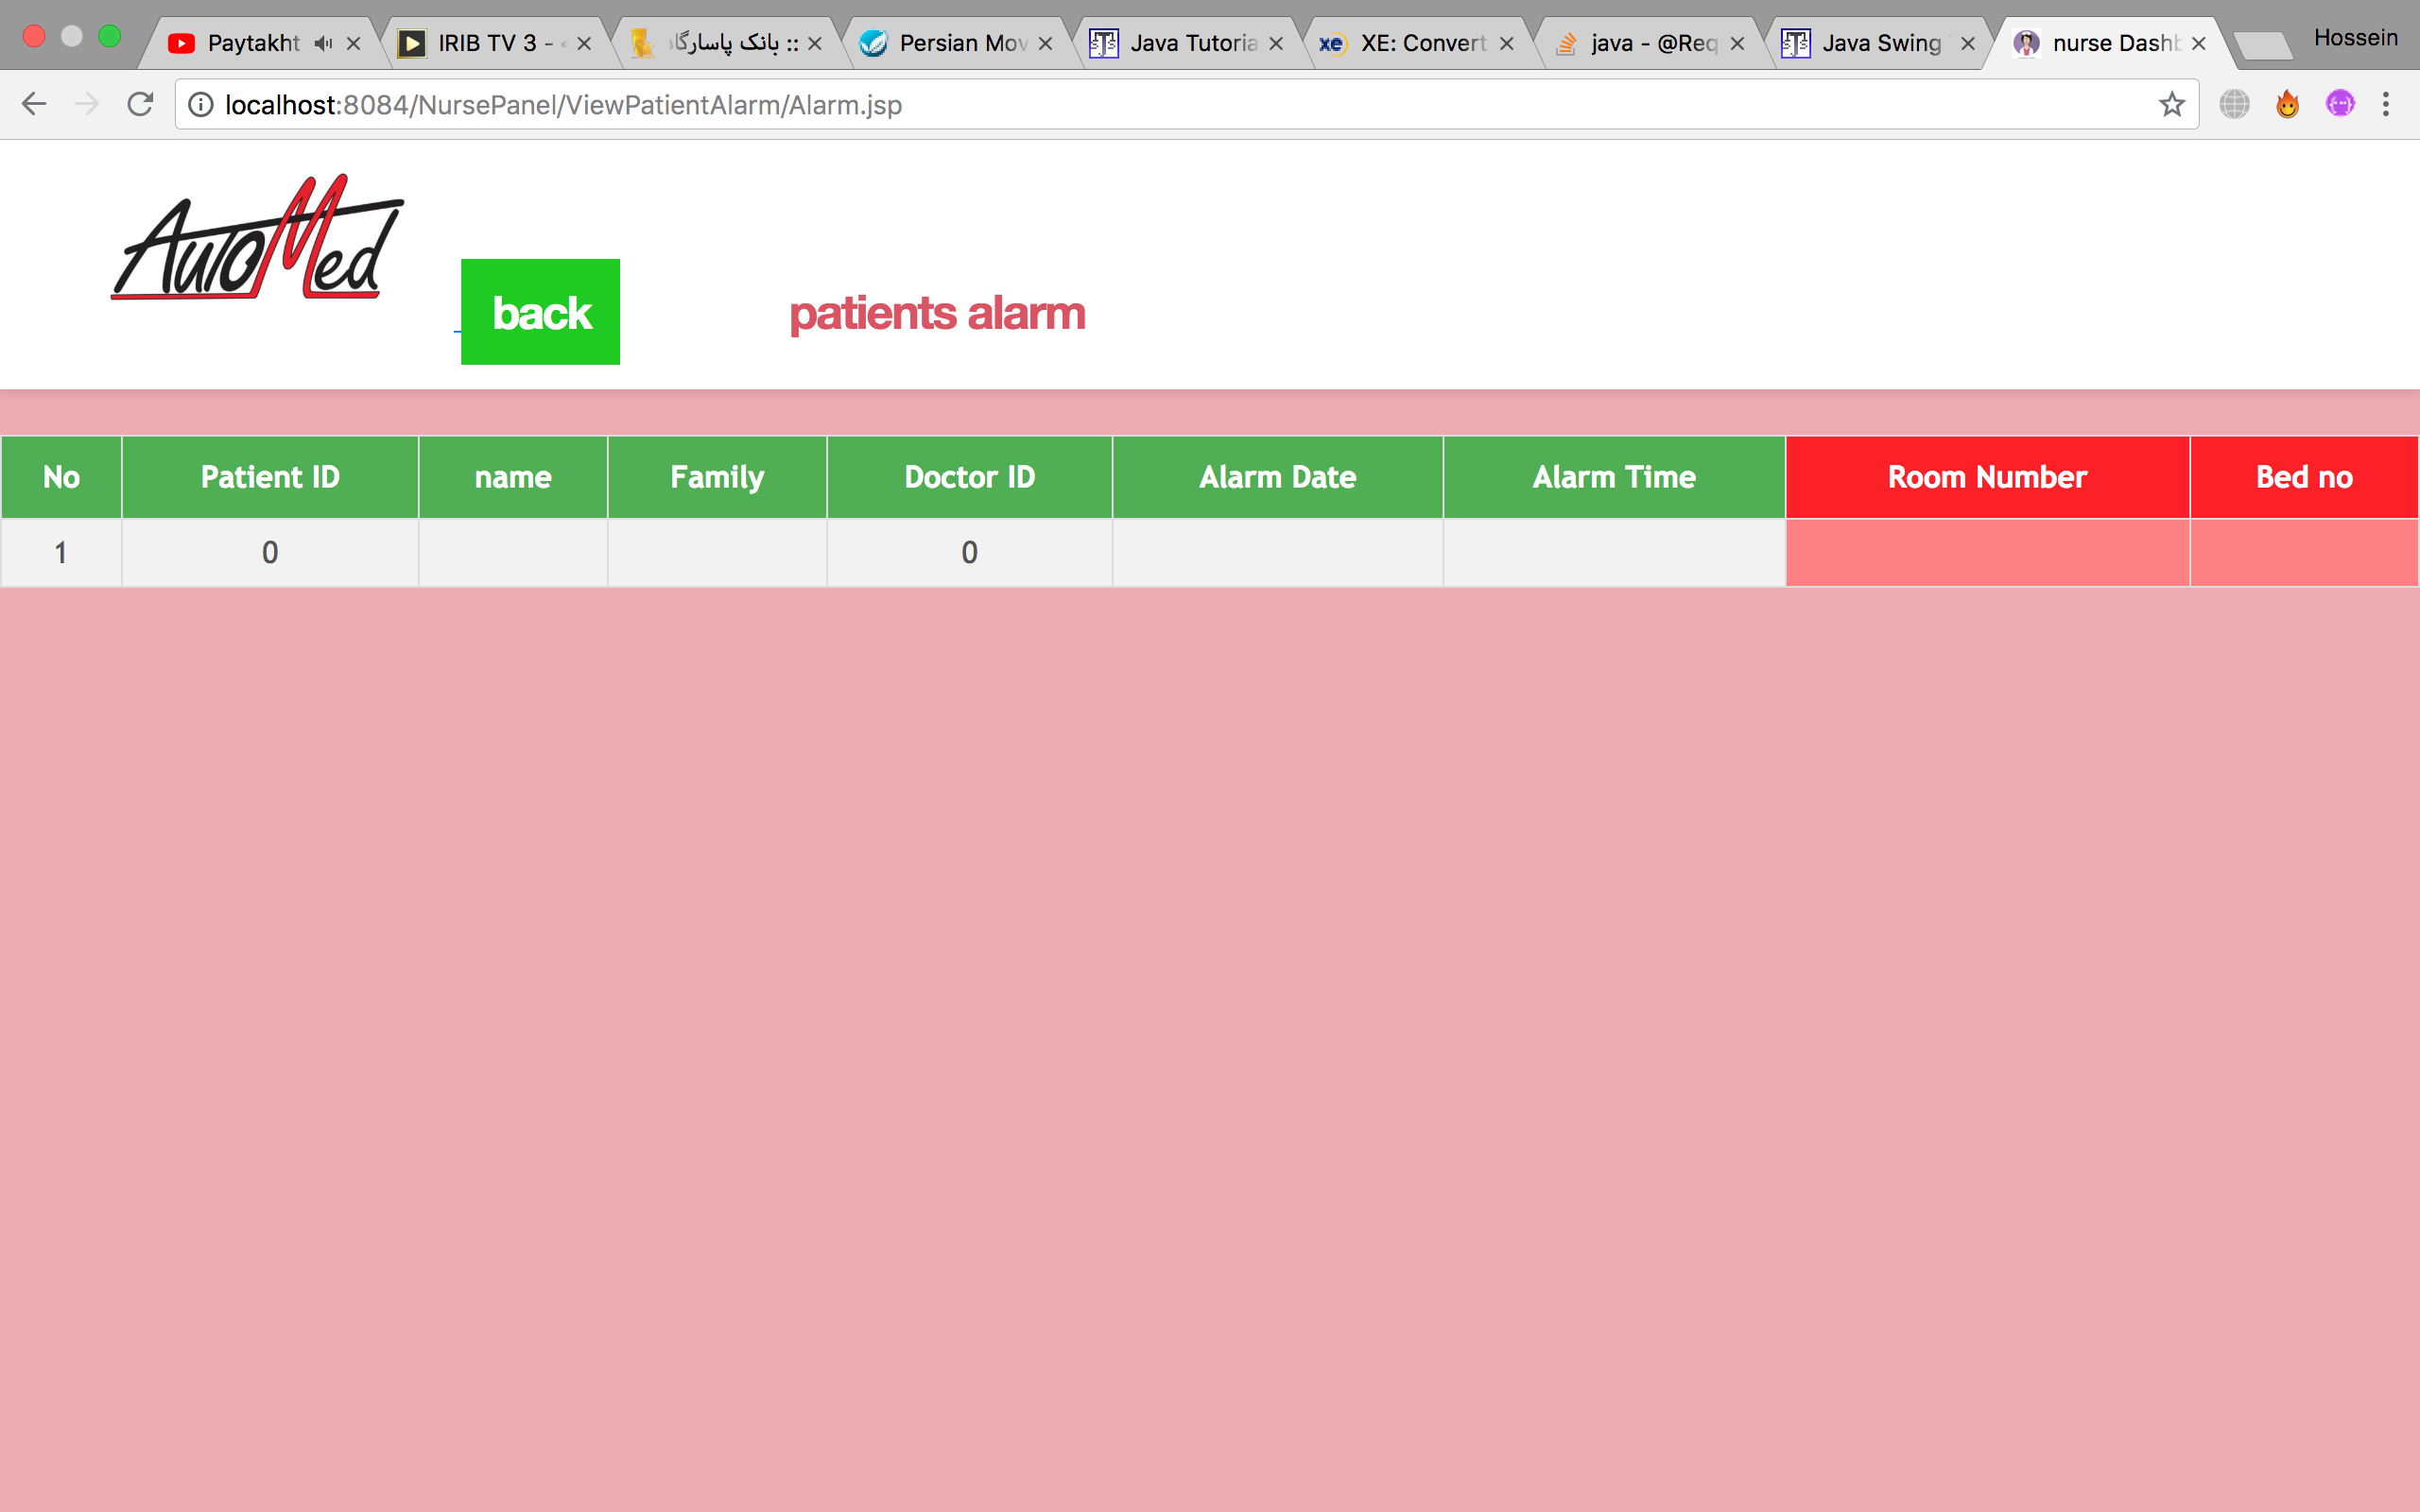 Paytakht
IRIB TV 3 -
بانک پاسارگاد ::
Persian Mov
Java Tutoria
XE: Convert
java - @Req
Java Swing
nurse Dashb
Hossein
localhost:8084/NursePanel/ViewPatientAlarm/Alarm.jsp
AutoMed
back
patients alarm
No Patient ID name Family Doctor ID Alarm Date Alarm Time Room Number Bed no
1 0 0